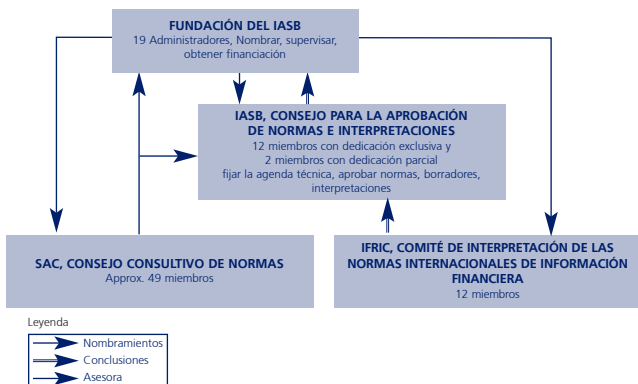 FUNDACIÓN DEL IASB
19 Administradores, Nombrar, supervisar,
obtener financiación
IASB, CONSEJO PARA LA APROBACIÓN
DE NORMAS E INTERPRETACIONES
12 miembros con dedicación exclusiva y
2 miembros con dedicación parcial
fijar la agenda técnica, aprobar normas, borradores,
interpretaciones
SAC, CONSEJO CONSULTIVO DE NORMAS
Approx. 49 miembros
IFRIC, COMITÉ DE INTERPRETACIÓN DE LAS
NORMAS INTERNACIONALES DE INFORMACIÓN
FINANCIERA
12 miembros
Leyenda
Nombramientos
Conclusiones
Asesora